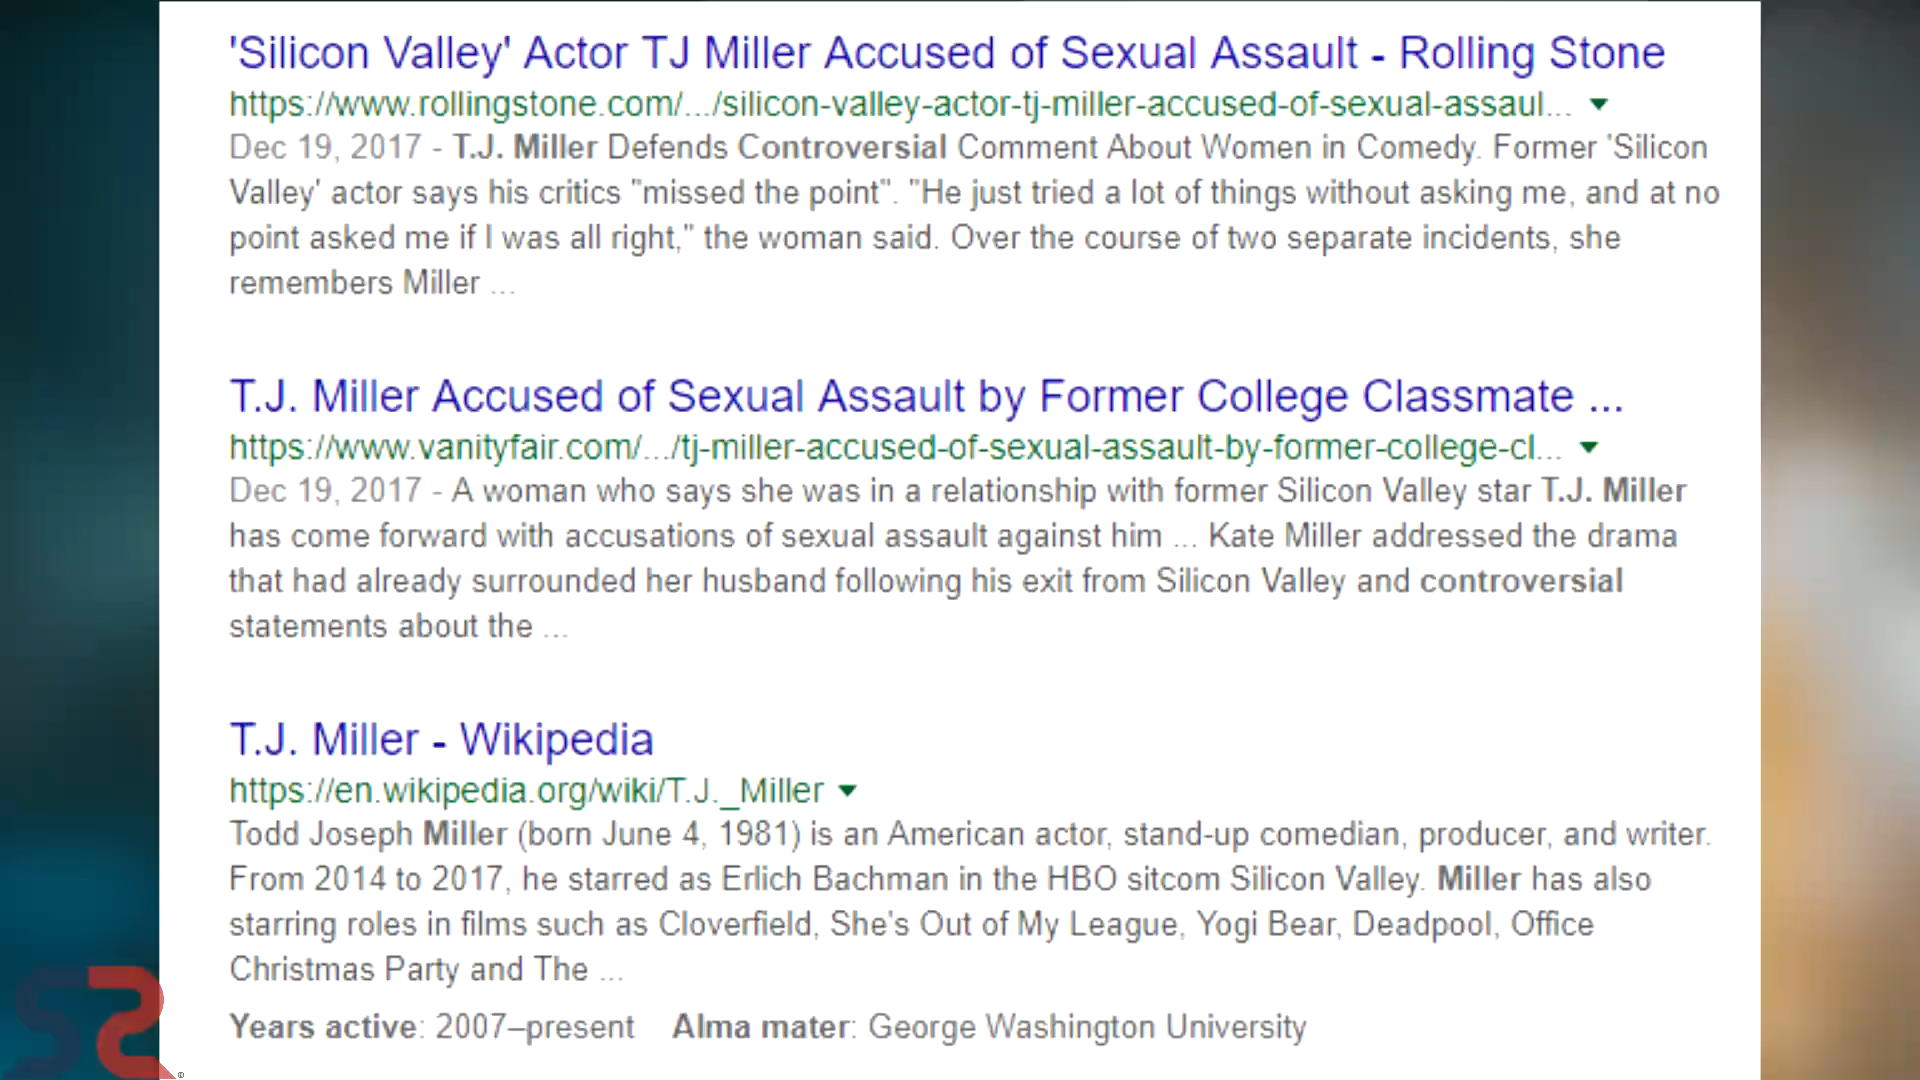 'Silicon Valley' Actor TJ Miller Accused of Sexual Assault - Rolling Stone
https://www.rollingstone.com/.../silicon-valley-actor-tj-miller-accused-of-sexual-assaul...
Dec 19, 2017 - T.J. Miller Defends Controversial Comment About Women in Comedy. Former 'Silicon
Valley' actor says his critics "missed the point". "He just tried a lot of things without asking me, and at no
point asked me if I was all right," the woman said. Over the course of two separate incidents, she
remembers Miller ...
T.J. Miller Accused of Sexual Assault by Former College Classmate ...
https://www.vanityfair.com/.../tj-miller-accused-of-sexual-assault-by-former-college-cl...
Dec 19, 2017 - A woman who says she was in a relationship with former Silicon Valley star T.J. Miller
has come forward with accusations of sexual assault against him ... Kate Miller addressed the drama
that had already surrounded her husband following his exit from Silicon Valley and controversial
statements about the ...
T.J. Miller - Wikipedia
https://en.wikipedia.org/wiki/T.J._Miller
Todd Joseph Miller (born June 4, 1981) is an American actor, stand-up comedian, producer, and writer.
From 2014 to 2017, he starred as Erlich Bachman in the HBO sitcom Silicon Valley. Miller has also
starring roles in films such as Cloverfield, She's Out of My League, Yogi Bear, Deadpool, Office
Christmas Party and The ...
Years active: 2007–present Alma mater: George Washington University
S2
©